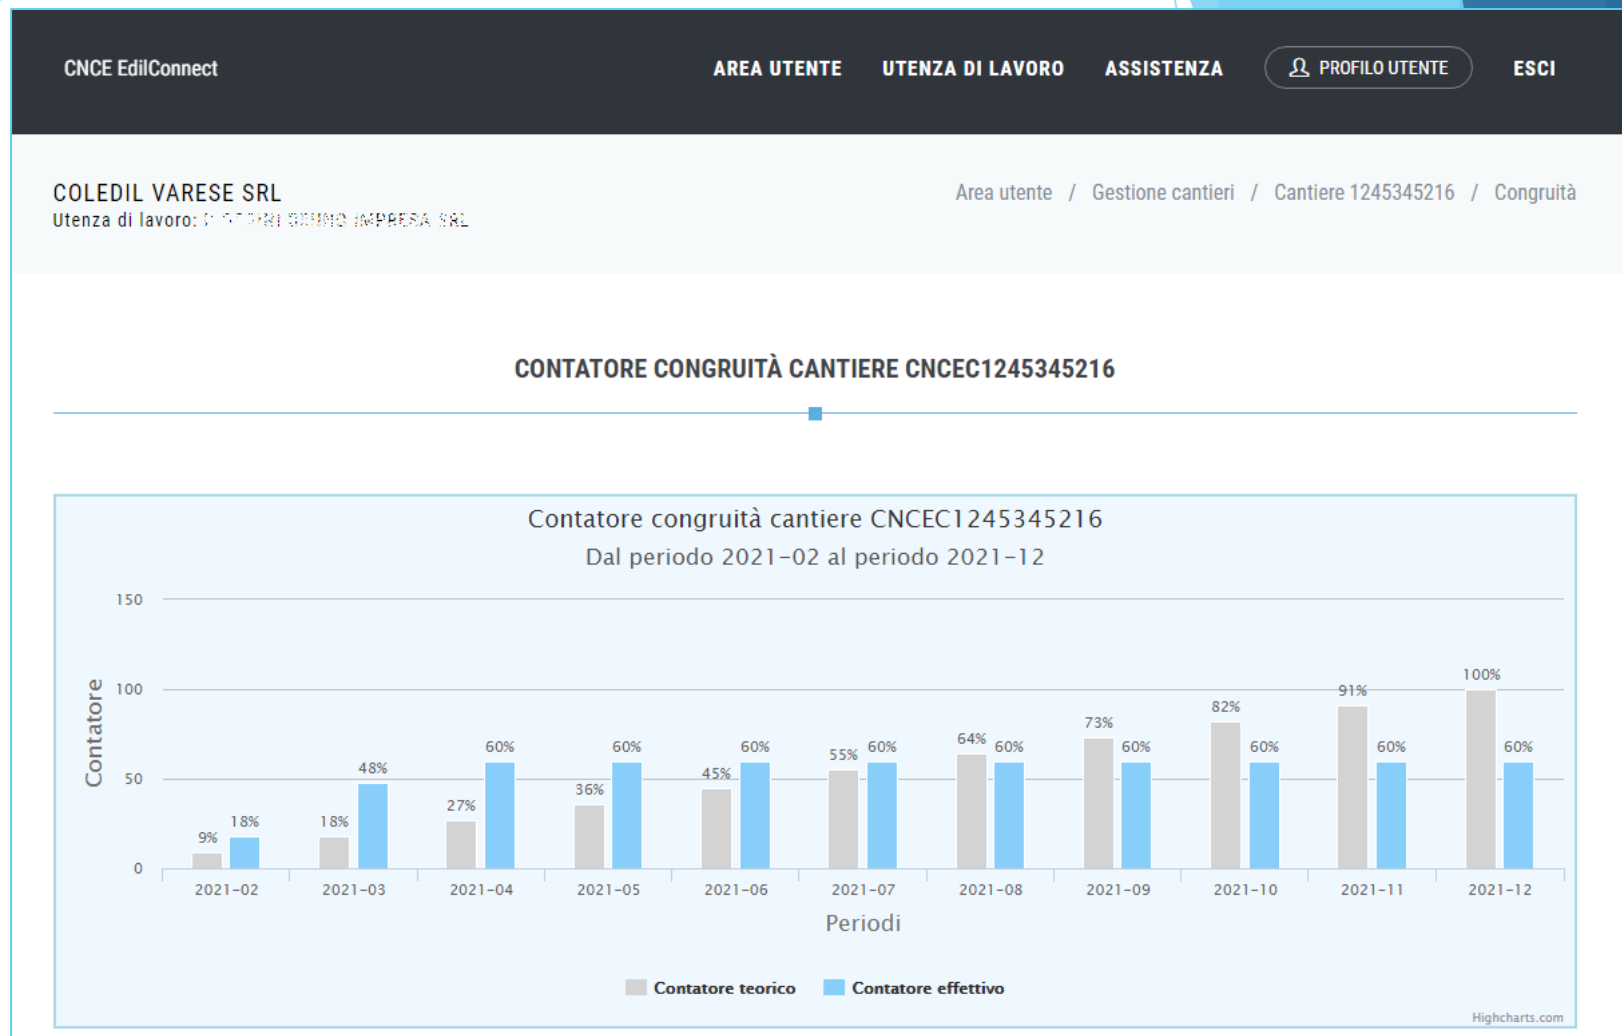 CNCE EdilConnect AREA UTENTE UTENZA DI LAVORO ASSISTENZA PROFILO UTENTE ESCI
COLEDIL VARESE SRL Area utente / Gestione cantieri / Cantiere 1245345216 / Congruità
Utenza di lavoro: IMPRESA SRL
CONTATORE CONGRUITÀ CANTIERE CNCEC1245345216
Contatore congruità cantiere CNCEC1245345216
Dal periodo 2021-02 al periodo 2021-12
Contatore
150
100
50
0
9% 18% 18% 48% 27% 60% 36% 60% 45% 60% 55% 60% 64% 60% 73% 60% 82% 60% 91% 60% 100% 60%
2021-02 2021-03 2021-04 2021-05 2021-06 2021-07 2021-08 2021-09 2021-10 2021-11 2021-12
Periodi
Contatore teorico Contatore effettivo
Highcharts.com